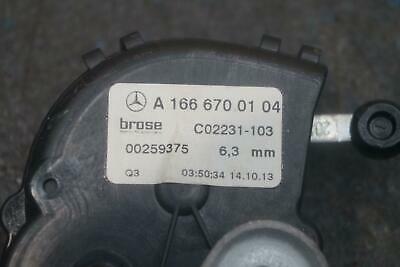 A 166 670 01 04
brose C02231-103
00259375 6,3 mm
Q3 03:50:34 14.10.13